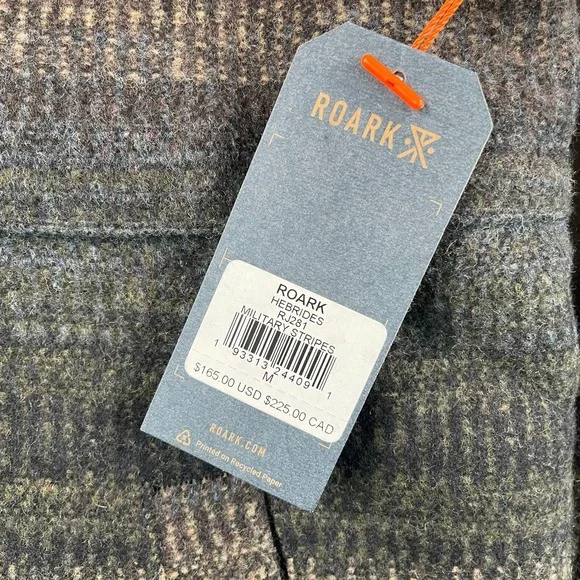 ROARK
ROARK
HEBRIDES
RJ281
MILITARY STRIPES
1 93313 24409 1
M
$165.00 USD $225.00 CAD
ROARK.COM
Printed on Recycled Paper